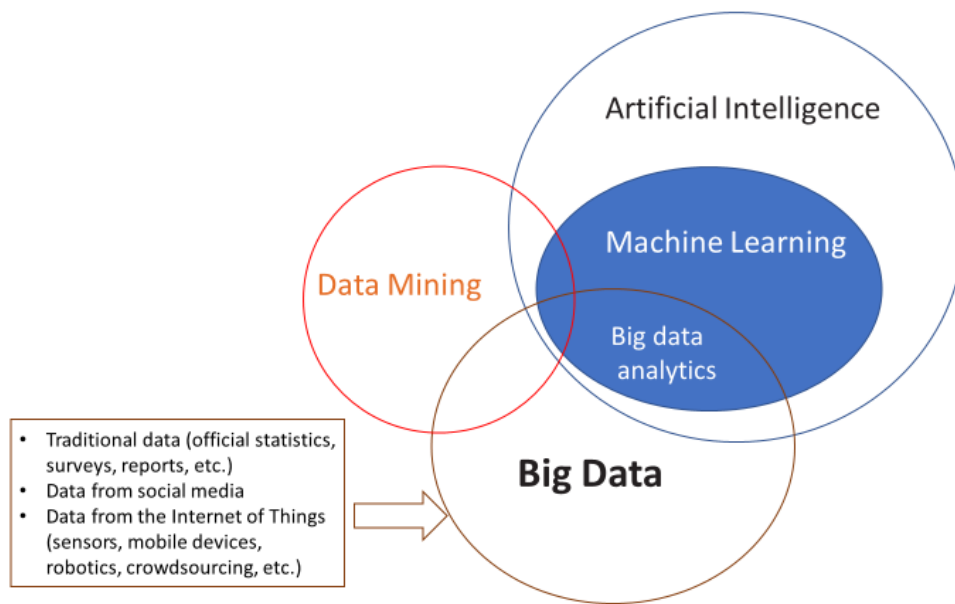 Artificial Intelligence
Machine Learning
Data Mining
Big data
analytics
• Traditional data (official statistics,
surveys, reports, etc.)
• Data from social media
• Data from the Internet of Things
(sensors, mobile devices,
robotics, crowdsourcing, etc.)
Big Data